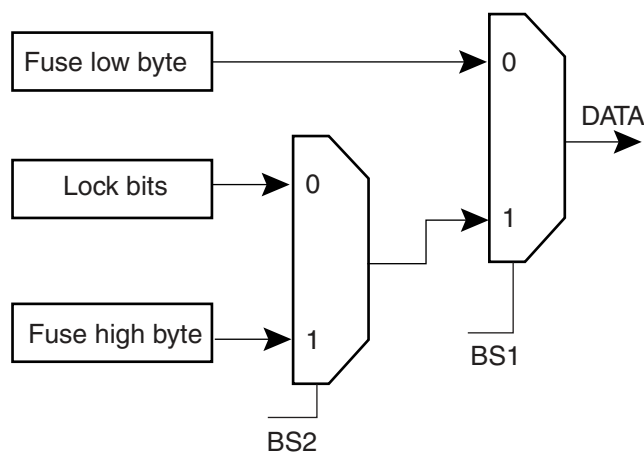 Fuse low byte
0
DATA
Lock bits
0
1
Fuse high byte
1
BS1
BS2